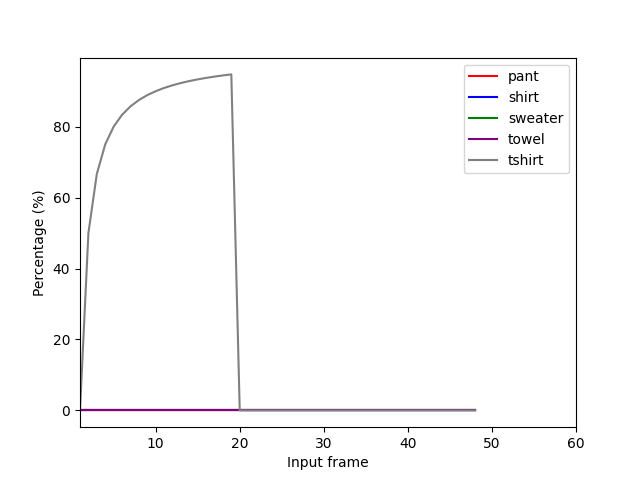 pant
shirt
sweater
towel
tshirt
Percentage (%)
80
60
40
20
0
10 20 30 40 50 60
Input frame